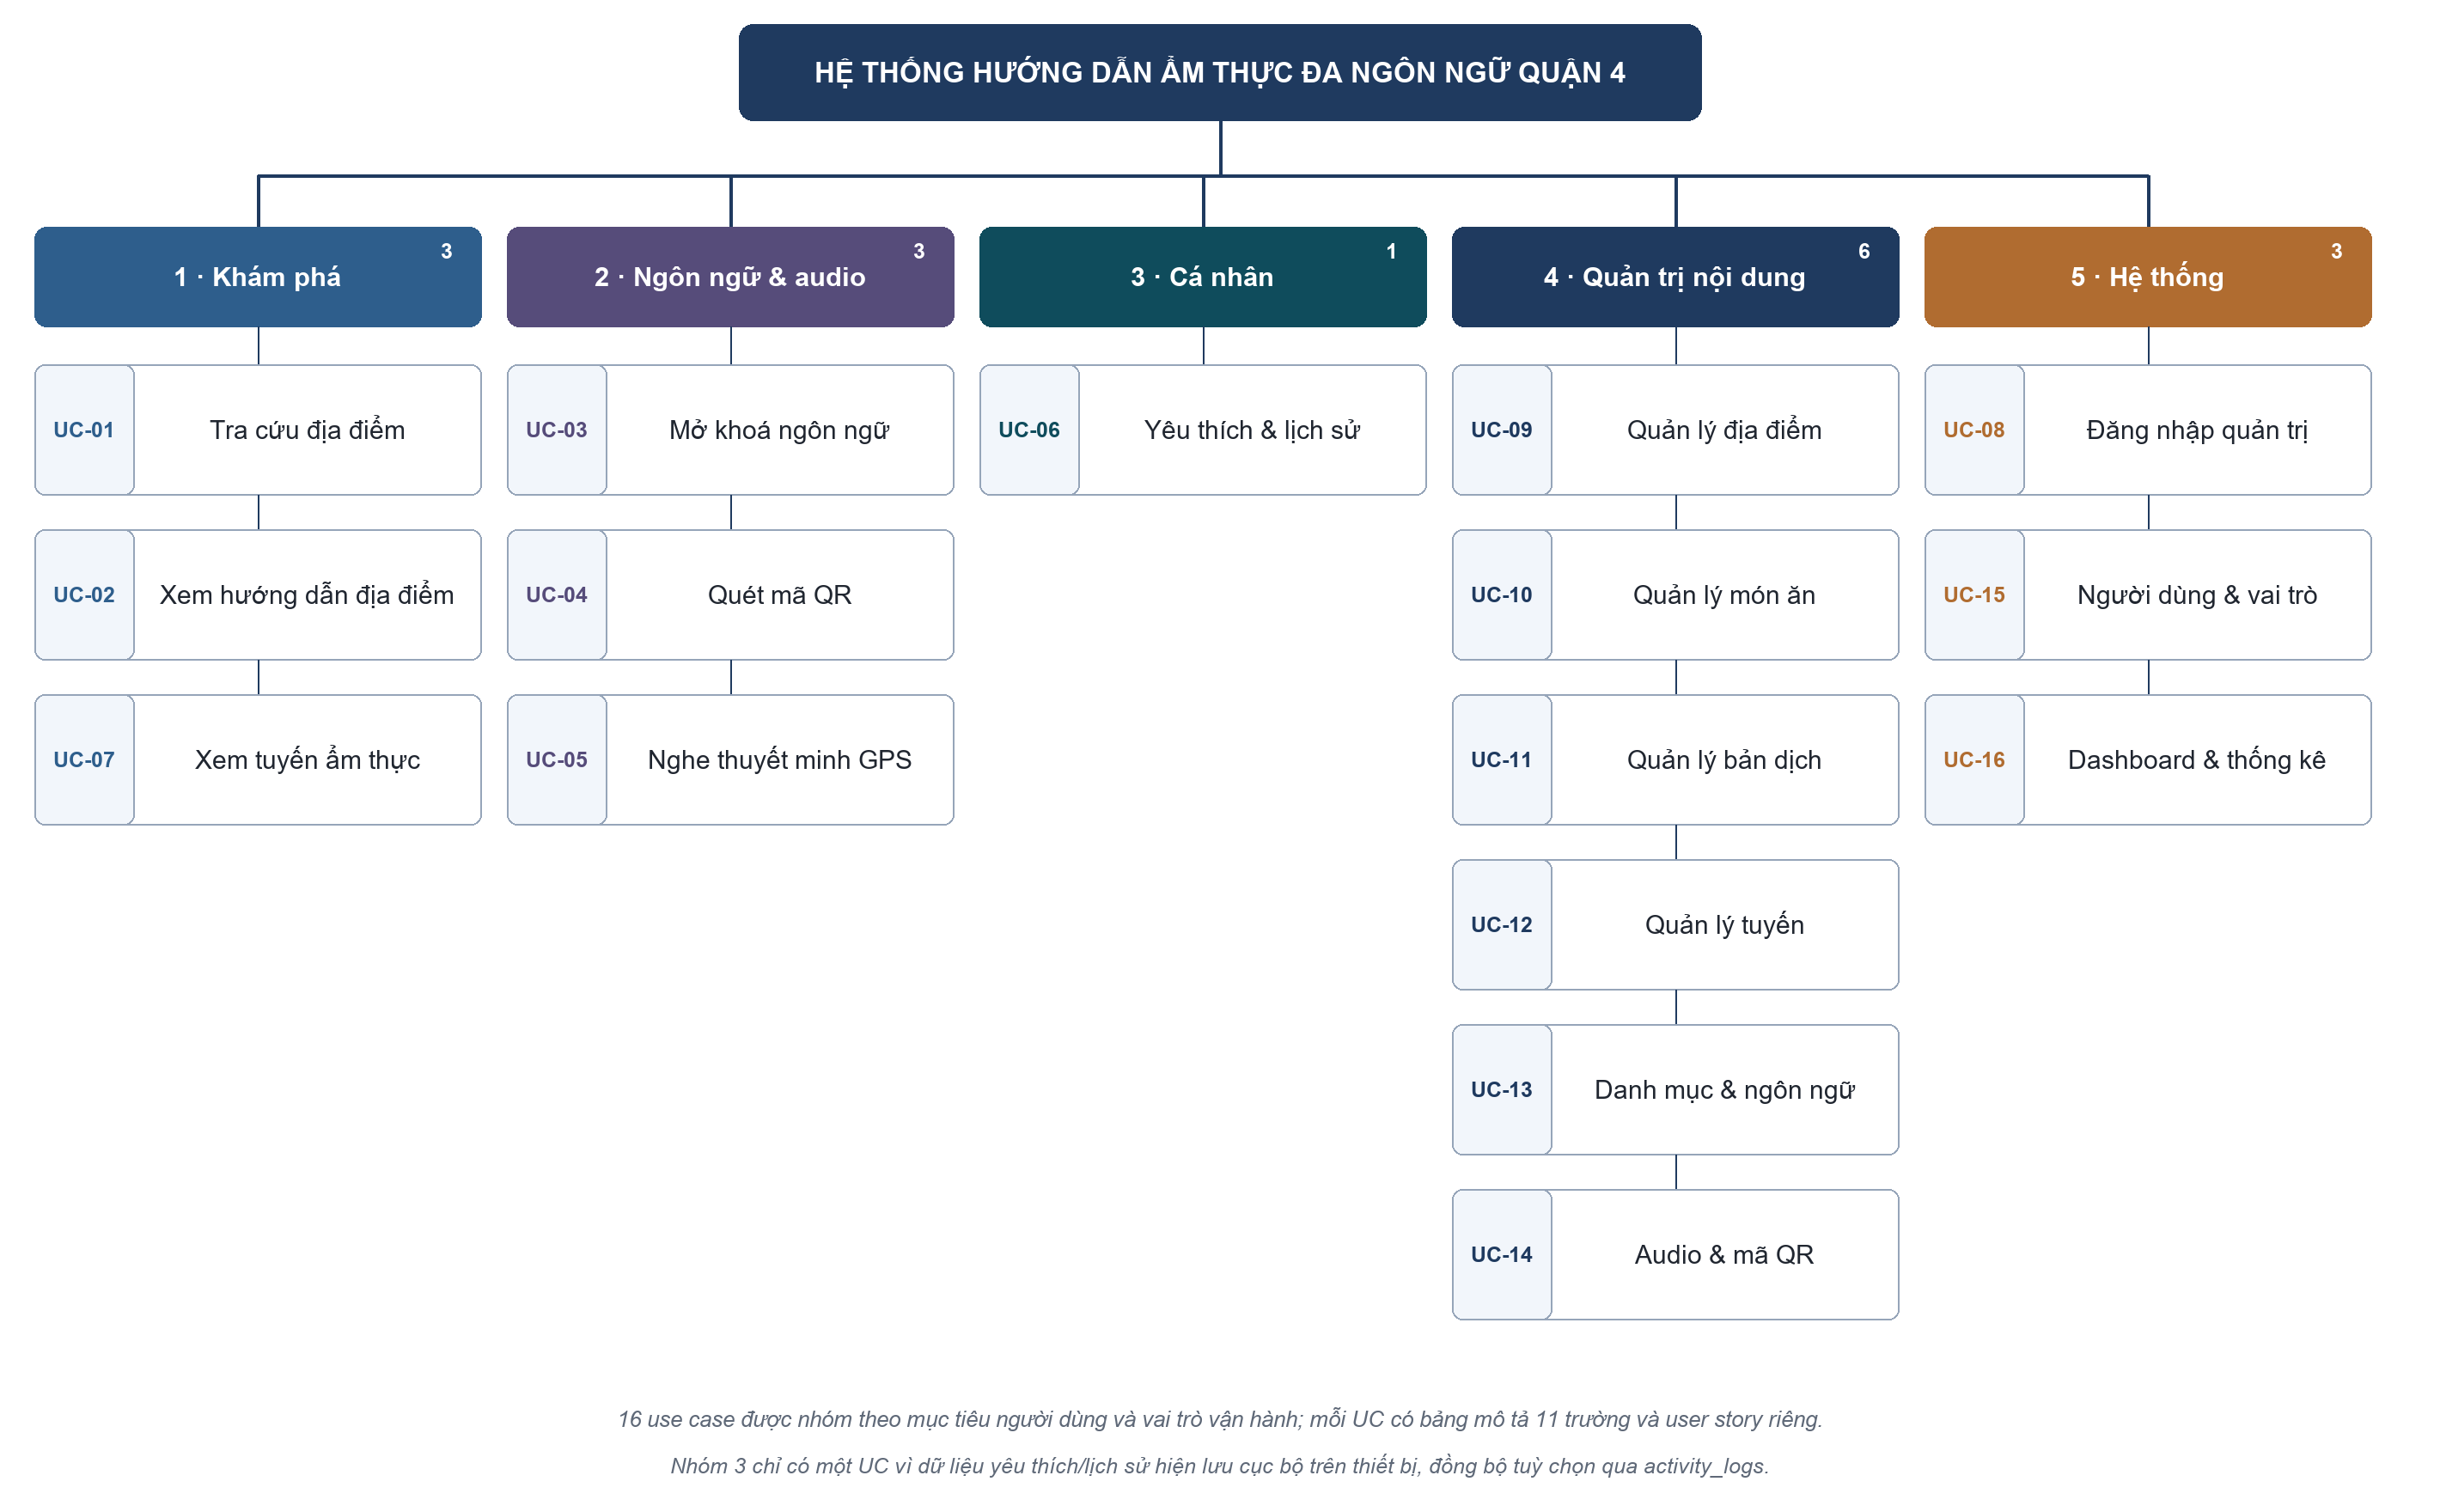 HỆ THỐNG HƯỚNG DẪN ẨM THỰC ĐA NGÔN NGỮ QUẬN 4
1 · Khám phá
3
UC-01
Tra cứu địa điểm
UC-02
Xem hướng dẫn địa điểm
UC-07
Xem tuyến ẩm thực
2 · Ngôn ngữ & audio
3
UC-03
Mở khoá ngôn ngữ
UC-04
Quét mã QR
UC-05
Nghe thuyết minh GPS
3 · Cá nhân
1
UC-06
Yêu thích & lịch sử
4 · Quản trị nội dung
6
UC-09
Quản lý địa điểm
UC-10
Quản lý món ăn
UC-11
Quản lý bản dịch
UC-12
Quản lý tuyến
UC-13
Danh mục & ngôn ngữ
UC-14
Audio & mã QR
5 · Hệ thống
3
UC-08
Đăng nhập quản trị
UC-15
Người dùng & vai trò
UC-16
Dashboard & thống kê
16 use case được nhóm theo mục tiêu người dùng và vai trò vận hành; mỗi UC có bảng mô tả 11 trường và user story riêng.
Nhóm 3 chỉ có một UC vì dữ liệu yêu thích/lịch sử hiện lưu cục bộ trên thiết bị, đồng bộ tuỳ chọn qua activity_logs.